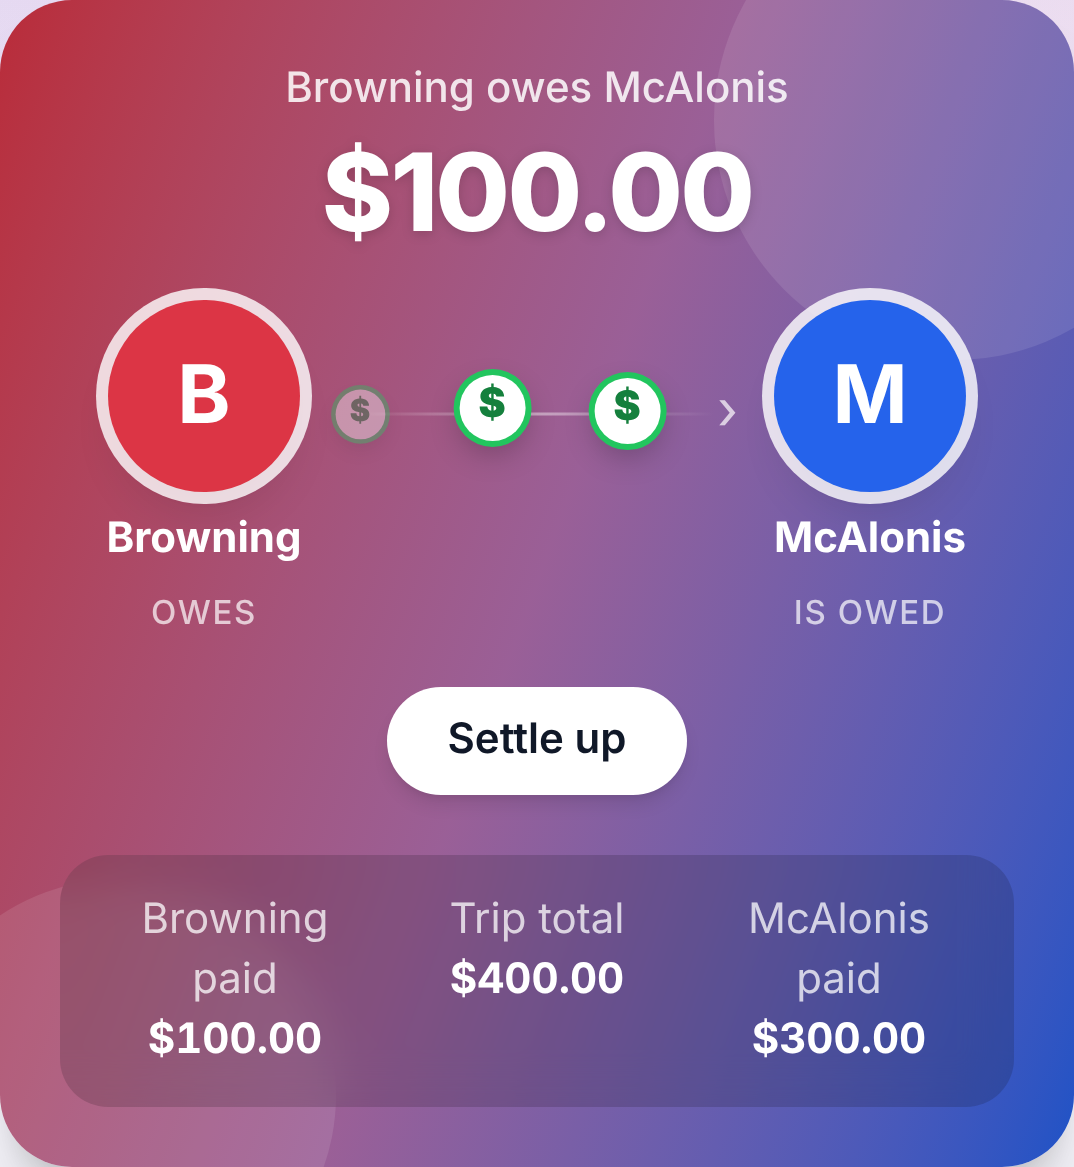 Browning owes McAlonis
$100.00
B
$
$
$
›
M
Browning
McAlonis
OWES
IS OWED
Settle up
Browning
paid
$100.00
Trip total
$400.00
McAlonis
paid
$300.00